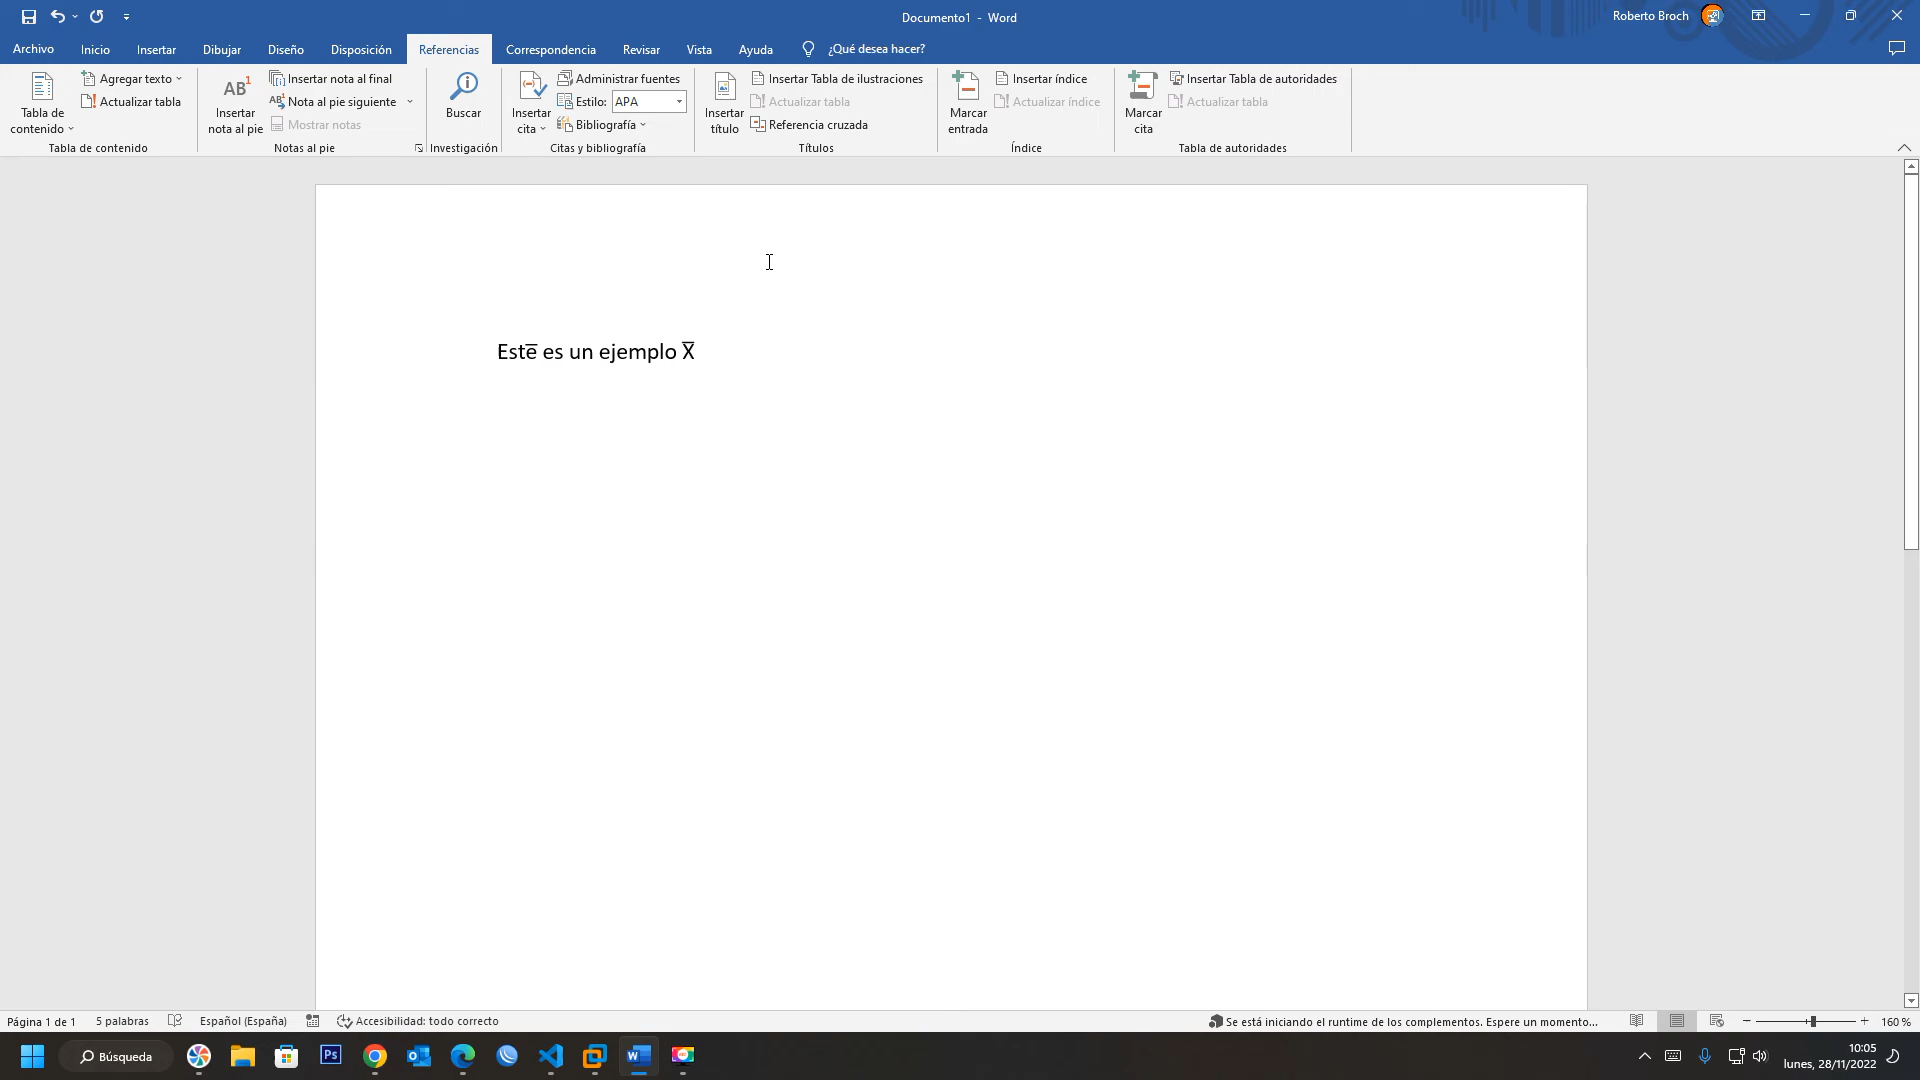 Documento1 - Word
Roberto Broch
Archivo Inicio Insertar Dibujar Diseño Disposición Referencias Correspondencia Revisar Vista Ayuda ¿Qué desea hacer?
Tabla de contenido
Agregar texto
Actualizar tabla
Tabla de contenido
AB1
Insertar nota al pie
Insertar nota al final
Nota al pie siguiente
Mostrar notas
Notas al pie
Buscar
Investigación
Insertar cita
Administrar fuentes
Estilo: APA
Bibliografía
Citas y bibliografía
Insertar título
Insertar Tabla de ilustraciones
Actualizar tabla
Referencia cruzada
Títulos
Marcar entrada
Insertar índice
Actualizar índice
Índice
Marcar cita
Insertar Tabla de autoridades
Actualizar tabla
Tabla de autoridades
Este̅ es un ejemplo X̅
Página 1 de 1 5 palabras Español (España) Accesibilidad: todo correcto Se está iniciando el runtime de los complementos. Espere un momento... 160 %
Búsqueda
Ps
10:05
lunes, 28/11/2022